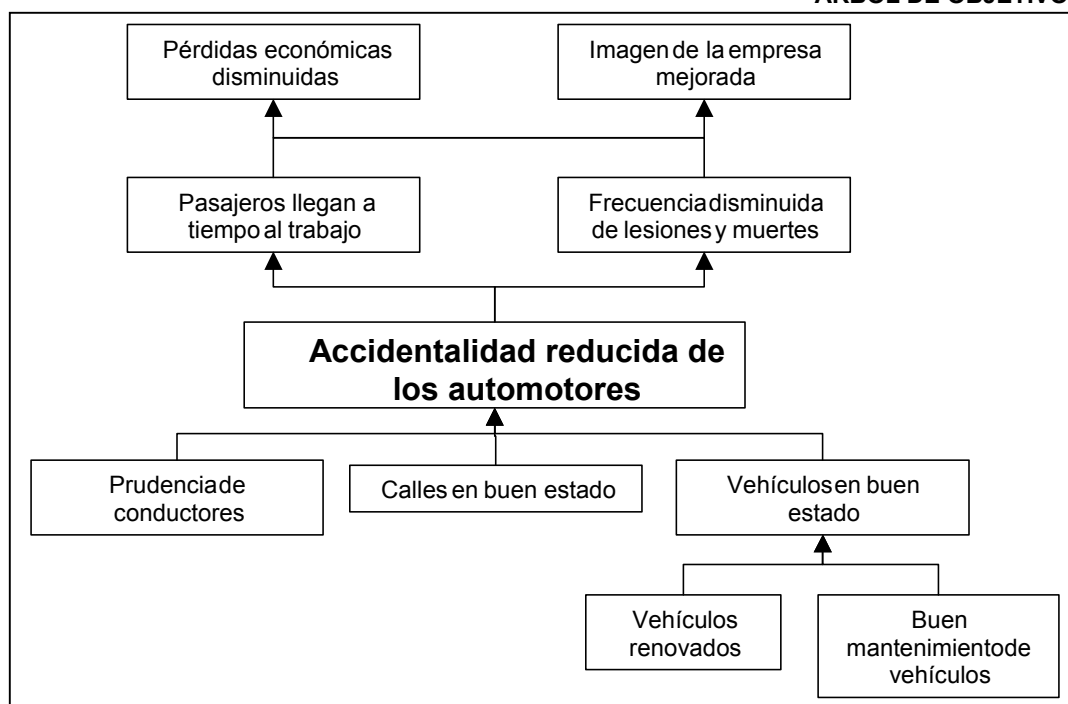 Pérdidas económicas
disminuidas
Imagen de la empresa
mejorada
Pasajeros llegan a
tiempo al trabajo
Frecuencia disminuida
de lesiones y muertes
Accidentalidad reducida de
los automotores
Prudencia de
conductores
Calles en buen estado
Vehículos en buen
estado
Vehículos
renovados
Buen
mantenimiento de
vehículos